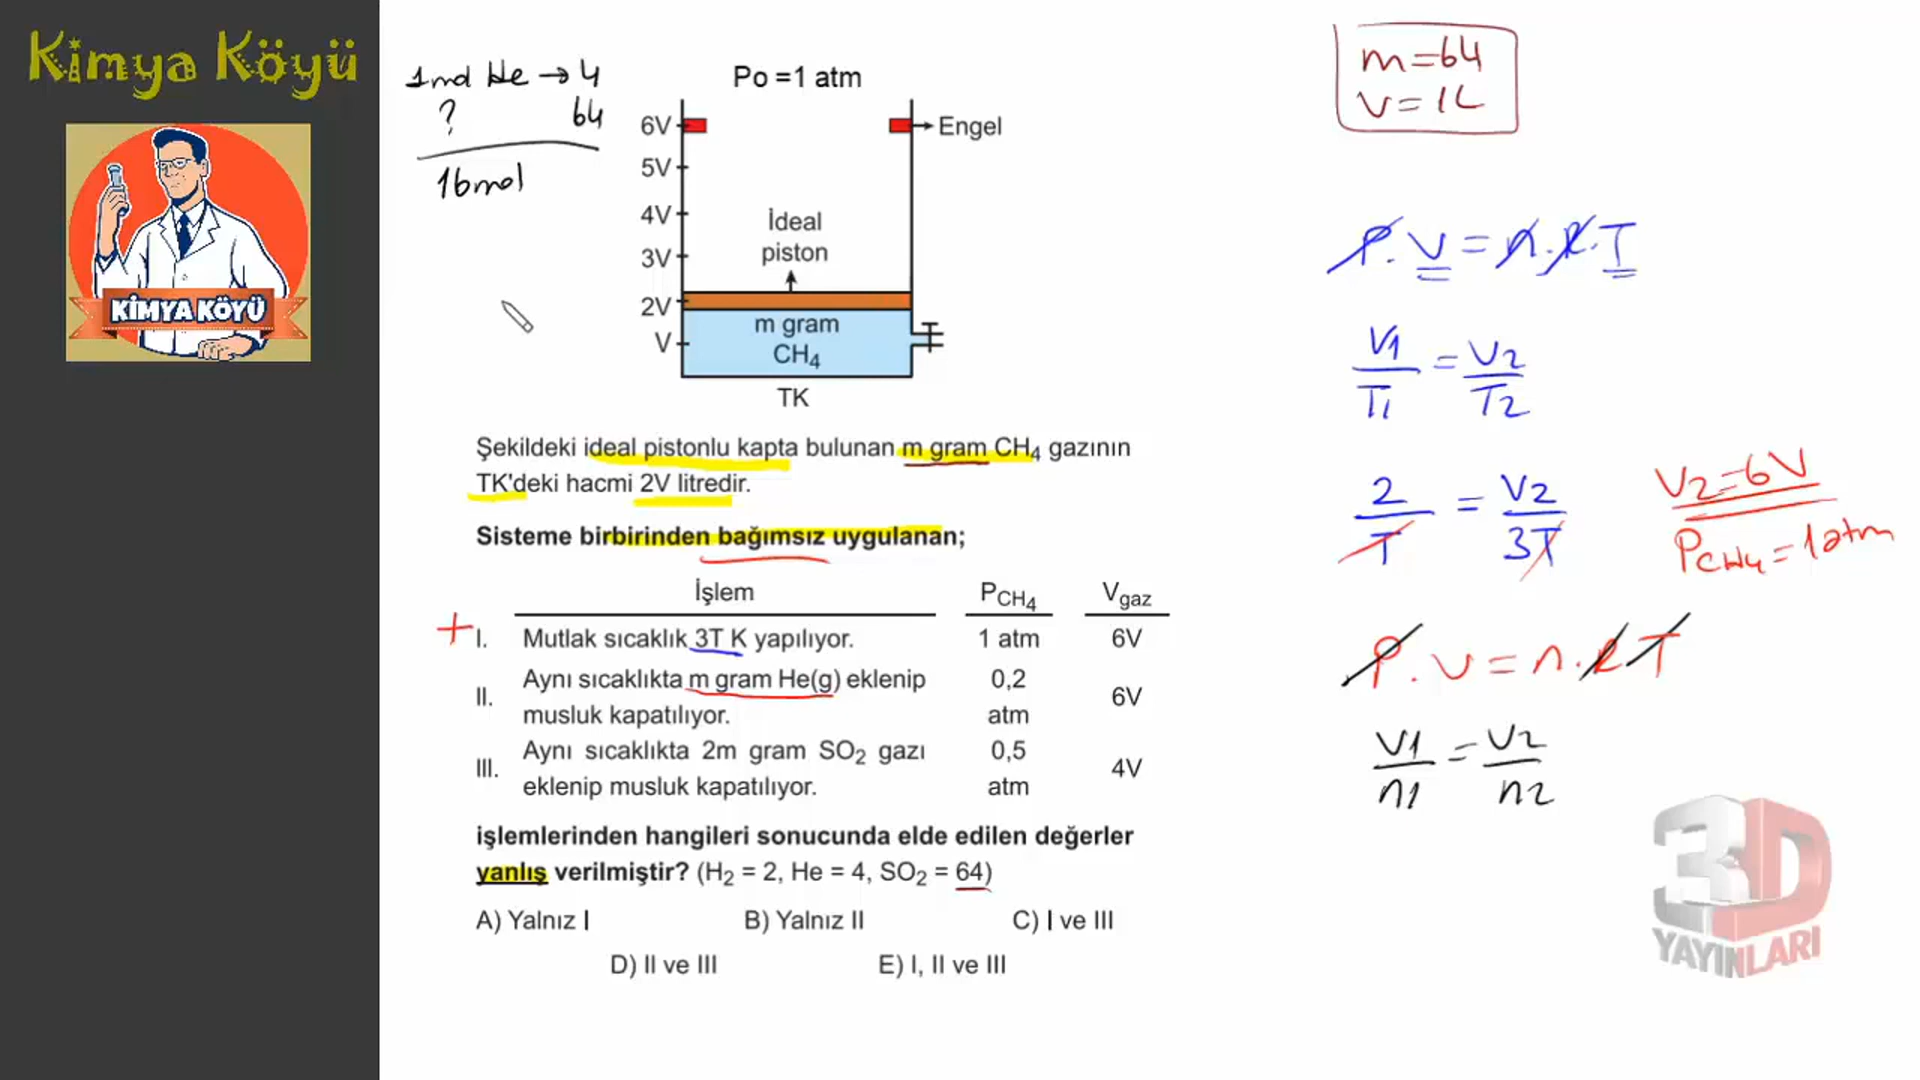 Kimya Köyü
KİMYA KÖYÜ
1mol He → 4
? 64
16mol
Po =1 atm
6V
Engel
5V
4V
İdeal
piston
3V
2V
m gram
V
CH4
TK
Şekildeki ideal pistonlu kapta bulunan m gram CH4 gazının
TK'deki hacmi 2V litredir.
Sisteme birbirinden bağımsız uygulanan;
İşlem PCH4 Vgaz
+ I. Mutlak sıcaklık 3T K yapılıyor. 1 atm 6V
II. Aynı sıcaklıkta m gram He(g) eklenip musluk kapatılıyor. 0,2 atm 6V
III. Aynı sıcaklıkta 2m gram SO2 gazı eklenip musluk kapatılıyor. 0,5 atm 4V
işlemlerinden hangileri sonucunda elde edilen değerler
yanlış verilmiştir? (H2 = 2, He = 4, SO2 = 64)
A) Yalnız I B) Yalnız II C) I ve III
D) II ve III E) I, II ve III
m=64
V=1L
P.V=n.R.T
V1/T1 = V2/T2
2/T = V2/3T
V2=6V
PCH4=1atm
P.V=n.RT
V1/n1 = V2/n2
3D
YAYINLARI